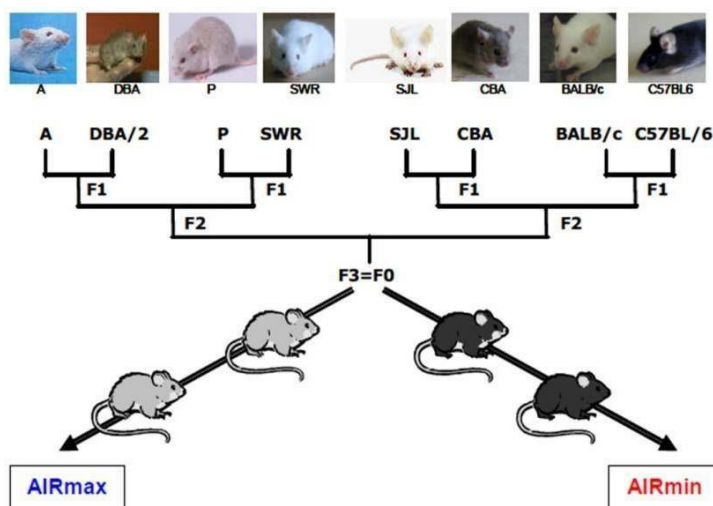 A DBA P SWR SJL CBA BALB/c C57BL6
A DBA/2 P SWR SJL CBA BALB/c C57BL/6
F1 F1 F1 F1
F2 F2
F3=F0
AIRmax AIRmin